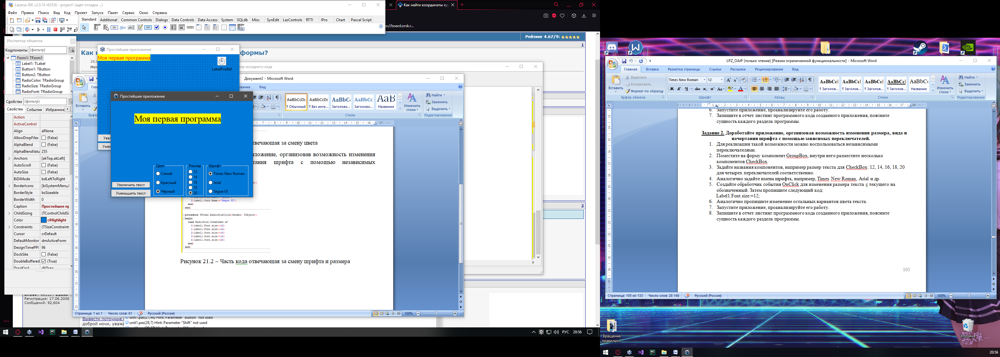 Lazarus IDE v2.0.10 r63526 - project1 (идёт отладка ...)
Файл Правка Поиск Вид Код Проект Запуск Пакет Сервис Окно Справка
Standard Additional Common Controls Dialogs Data Controls Data Access System SQLdb Misc SynEdit LazControls RTTI IPro Chart Pascal Script
Как найти координаты ку
s://board.orsk.r...
Рейтинг 4.67/9:
1
формы?
28.0
Инспектор объектов
Компоненты (фильтр)
Form1: TForm1
Label1: TLabel
Button1: TButton
Button2: TButton
RadioColor: TRadioGroup
RadioSize: TRadioGroup
RadioFont: TRadioGroup
Свойства (фильтр)
Свойства События Избранное
Action
ActiveControl
Align alNone
AllowDropFiles (False)
AlphaBlend (False)
AlphaBlendValu 255
Anchors [akTop,akLeft]
AutoScroll (False)
AutoSize (False)
BiDiMode bdLeftToRight
BorderIcons [biSystemMenu,
BorderStyle bsSizeable
BorderWidth 0
Caption Простейшее пр
ChildSizing (TControlChildSi
Color clHighlight
Constraints (TSizeConstraints
Cursor crDefault
DefaultMonitor dmActiveForm
DesignTimePPI 96
DockSite (False)
DoubleBuffered (True)
DragKind dkDrag
Простейшее приложение
Моя первая программа
LabelPosRef
Увел
Умен
тор исходного кода
Простейшее приложение
Моя первая программа
Увеличить текст
Уменьшить текст
Цвет
Синий
Красный
Чёрный
Размер
12
14
16
18
20
Шрифт
Times New Roman
Arial
Segoe UI
Документ2 - Microsoft Word
Вид
Вставить
AaBbCcDc AaBbCcDc AaBbCc AaBbCc АаВ
¶ Обычный ¶ Без инте... Заголово... Заголово... Название
Изменить стили
Найти
Заменить
Выделить
Стили
Редактирование
вечающая за смену цвета
ложение, организовав возможность изменения
тания шрифта с помощью независимых
2:label1.font.Name:='Segoe UI';
end;
end;
procedure TForm1.RadioSizeClick(Sender: TObject);
begin
case RadioSize.ItemIndex of
0:label1.Font.size:=12;
1:label1.font.size:=14;
2:label1.font.size:=16;
3:label1.font.size:=18;
4:label1.font.size:=20;
end;
end;
Рисунок 21.2 – Часть кода отвечающая за смену шрифта и размера
Страница: 1 из 1 Число слов: 61 Русский (Россия) 100%
2
Регистрация: 17.06.2006
Сообщений: 92,604
Вывести поточные
доброй ночи, уважа
unit1.pas(27,46) Hint: Parameter "Button" not used
unit1.pas(28,7) Hint: Parameter "Shift" not used
РУС 20:56
LPZ_OAiP (только чтение) [Режим ограниченной функциональности] - Microsoft Word
Главная Вставка Разметка страницы Ссылки Рассылки Рецензирование Вид
Вставить
Вырезать
Копировать
Формат по образцу
Буфер обмена
Times New Roman 12
Шрифт
Абзац
AaBbCcI AaBbCcI AaBbCcI AaBbCcI AaBbCc
¶ Заголов... ¶ Заголов... ¶ Заголов... ¶ Заголов... Название
Стили
Изменить стили
Найти
Заменить
Выделить
Редактирование
6. Запустите приложение, проанализируйте его работу.
7. Запишите в отчет листинг программного кода созданного приложения, поясните
сущность каждого раздела программы.
Задание 2. Доработайте приложение, организовав возможность изменения размера, вида и
начертания шрифта с помощью зависимых переключателей.
1. Для реализации такой возможности можно воспользоваться независимыми
переключателями.
2. Поместите на форму компонент GroupBox, внутри него разместите несколько
компонентов CheckBox.
3. Задайте названия компонентов, например размер текста для CheckBox: 12, 14, 16, 18, 20
для четырех переключателей соответственно.
4. Аналогично задайте имена шрифта, например, Times New Roman, Arial и др.
5. Создайте обработчик события OnClick для изменения размера текста с текущего на
обозначенный. Затем пропишите следующий код:
Label1.Font.size:=12;
6. Аналогично пропишите изменение остальных вариантов цвета текста.
7. Запустите приложение, проанализируйте его работу.
8. Запишите в отчет листинг программного кода созданного приложения, поясните
сущность каждого раздела программы.
105
Страница: 105 из 133 Число слов: 28 148 Русский (Россия) 100%
Вращение
правильн...
Корзина
20:56